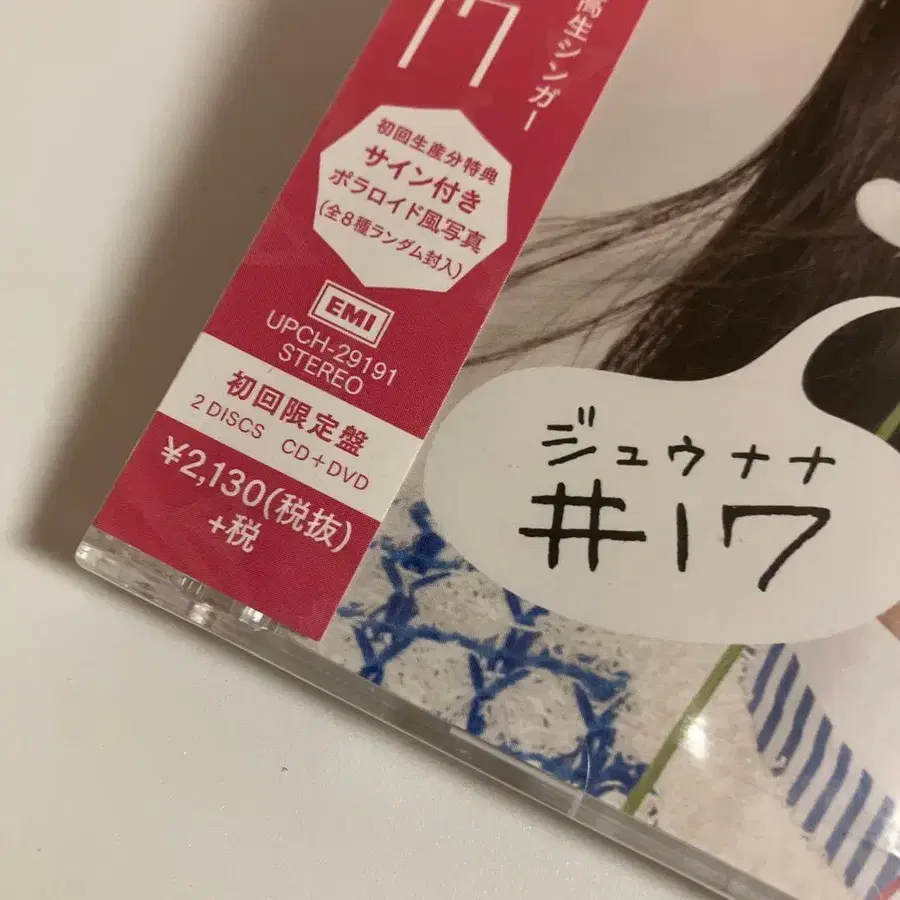 17
高生シンガー
初回生産分特典
サイン付き
ポラロイド風写真
(全8種ランダム封入)
EMI
UPCH-29191
STEREO
初回限定盤
2 DISCS CD+DVD
¥2,130(税抜)
+税
ジュウナナ
#17